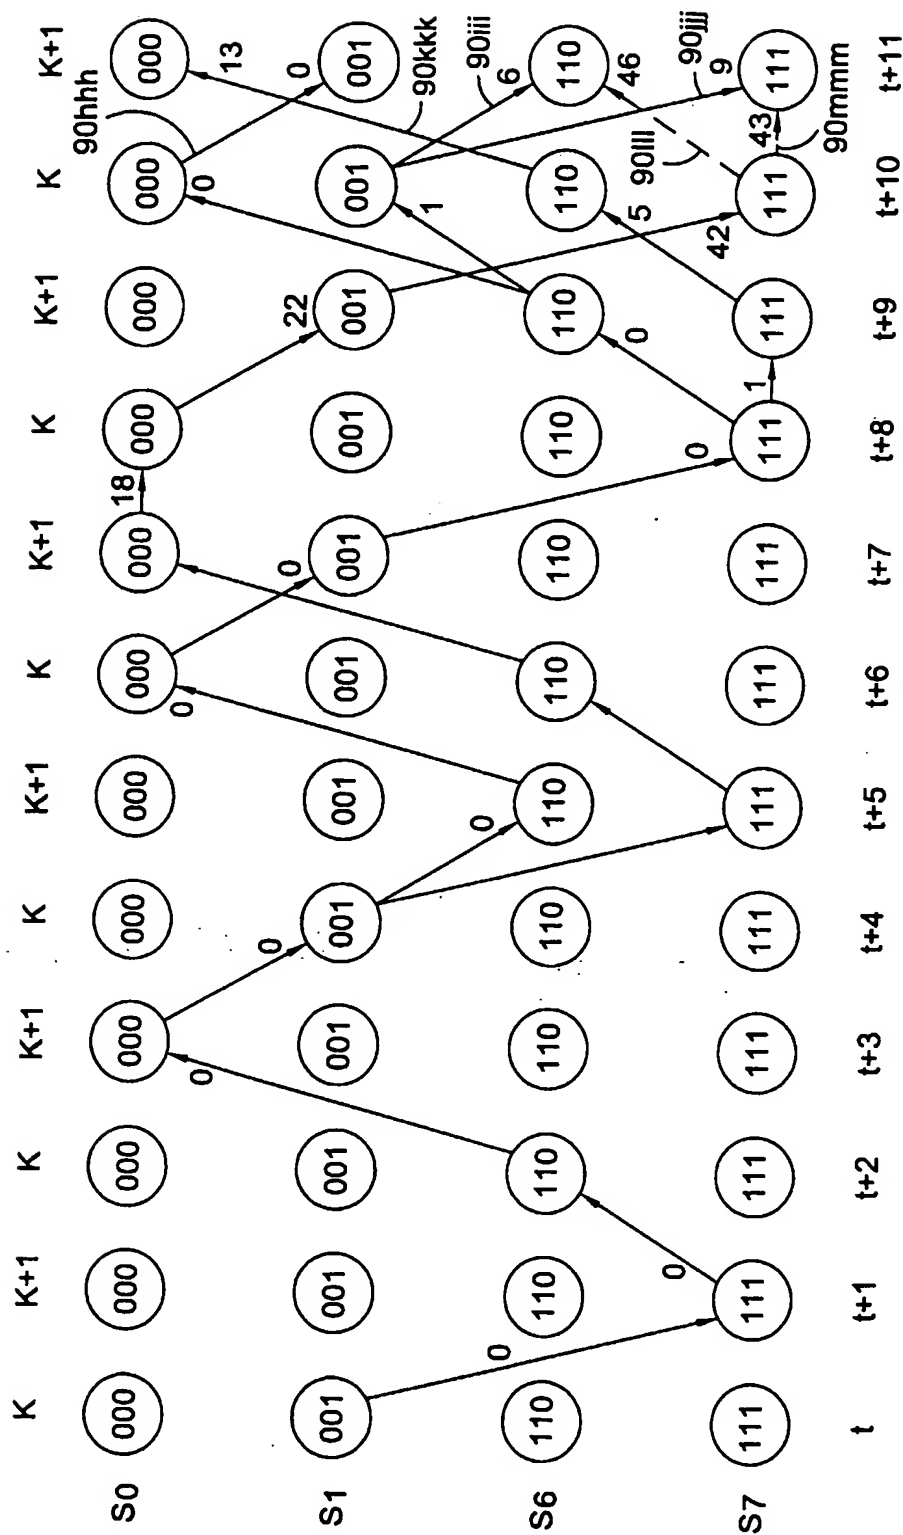 K K+1 K K+1 K K+1 K K+1 K K+1 K K+1
90hhh
S0 000 000 000 000 000 000 000 000 000 000 000 000
18
0 0 0 13
0 0 22 0
90kkk
S1 001 001 001 001 001 001 001 001 001 001 001 001
1
90iii
0 0 6
S6 110 110 110 110 110 110 110 110 110 110 110 110
46
0 0 0 5 42
90lll
90jjj
9
S7 111 111 111 111 111 111 111 111 111 111 111 111
1 43
90mmm
t t+1 t+2 t+3 t+4 t+5 t+6 t+7 t+8 t+9 t+10 t+11